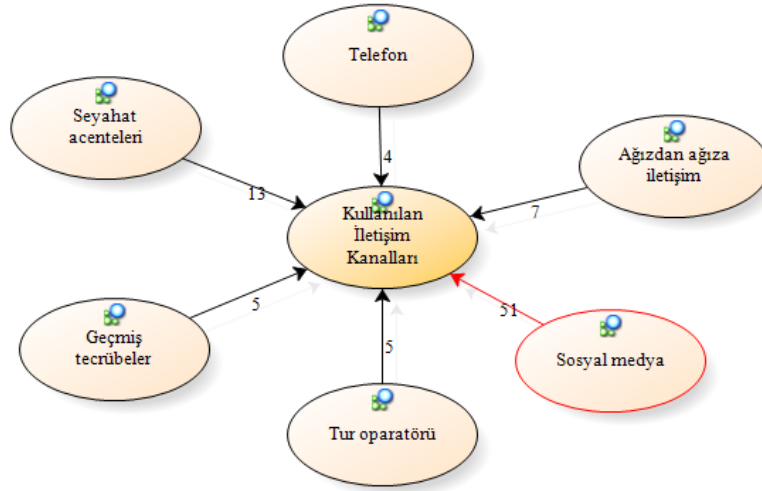 Telefon
Seyahat
acenteleri
Ağızdan ağıza
iletişim
4
13
7
Kullanılan
İletişim
Kanalları
5
51
Geçmiş
tecrübeler
5
Sosyal medya
Tur oparatörü